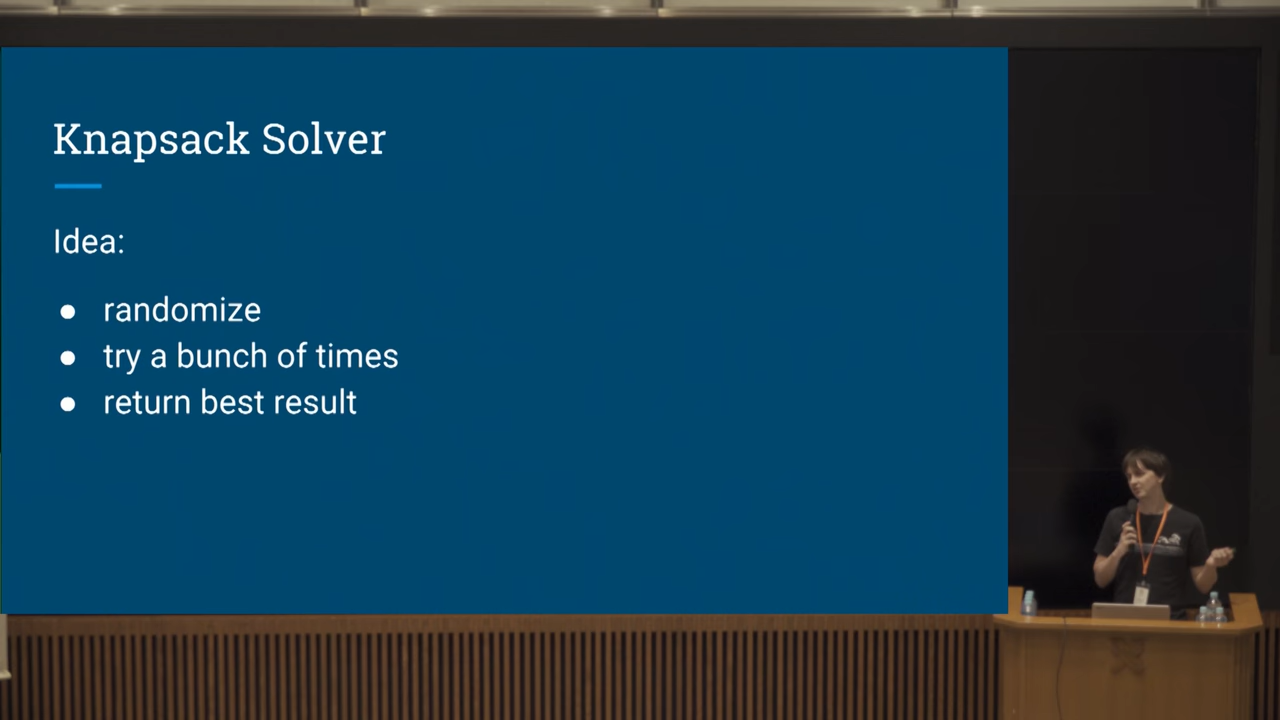 Knapsack Solver
Idea:
● randomize
● try a bunch of times
● return best result